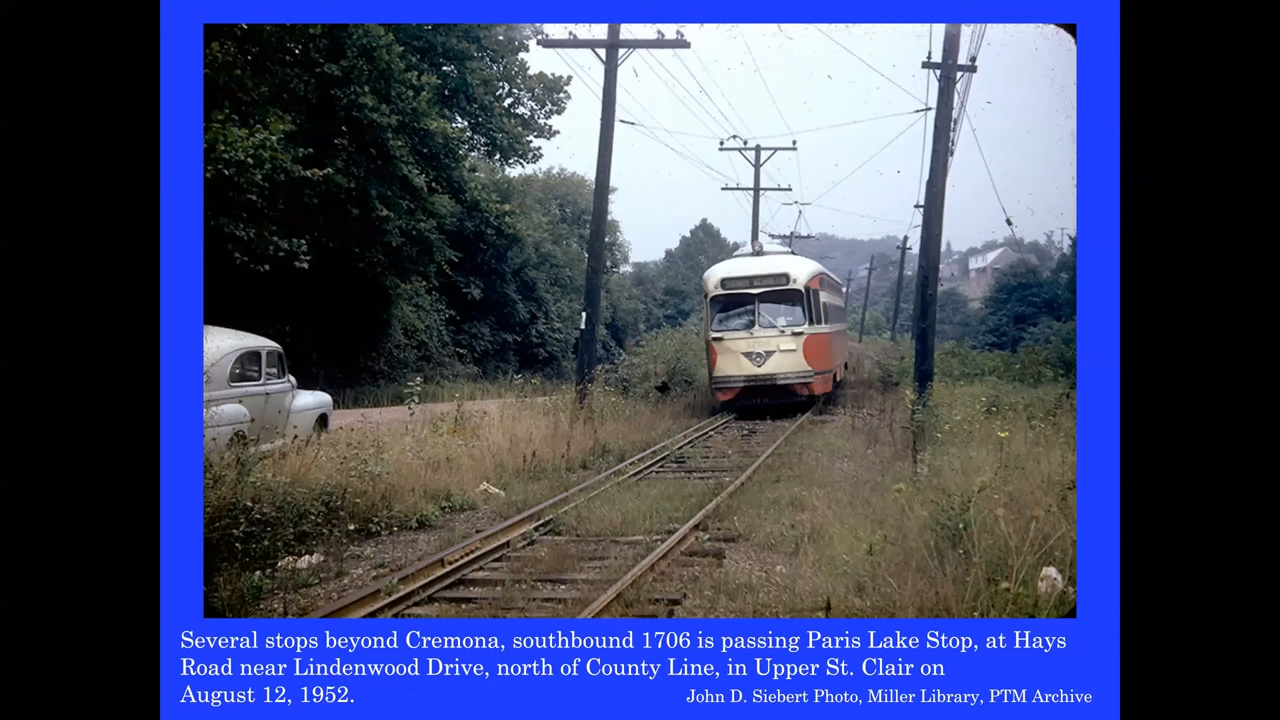 Several stops beyond Cremona, southbound 1706 is passing Paris Lake Stop, at Hays
Road near Lindenwood Drive, north of County Line, in Upper St. Clair on
August 12, 1952.
John D. Siebert Photo, Miller Library, PTM Archive